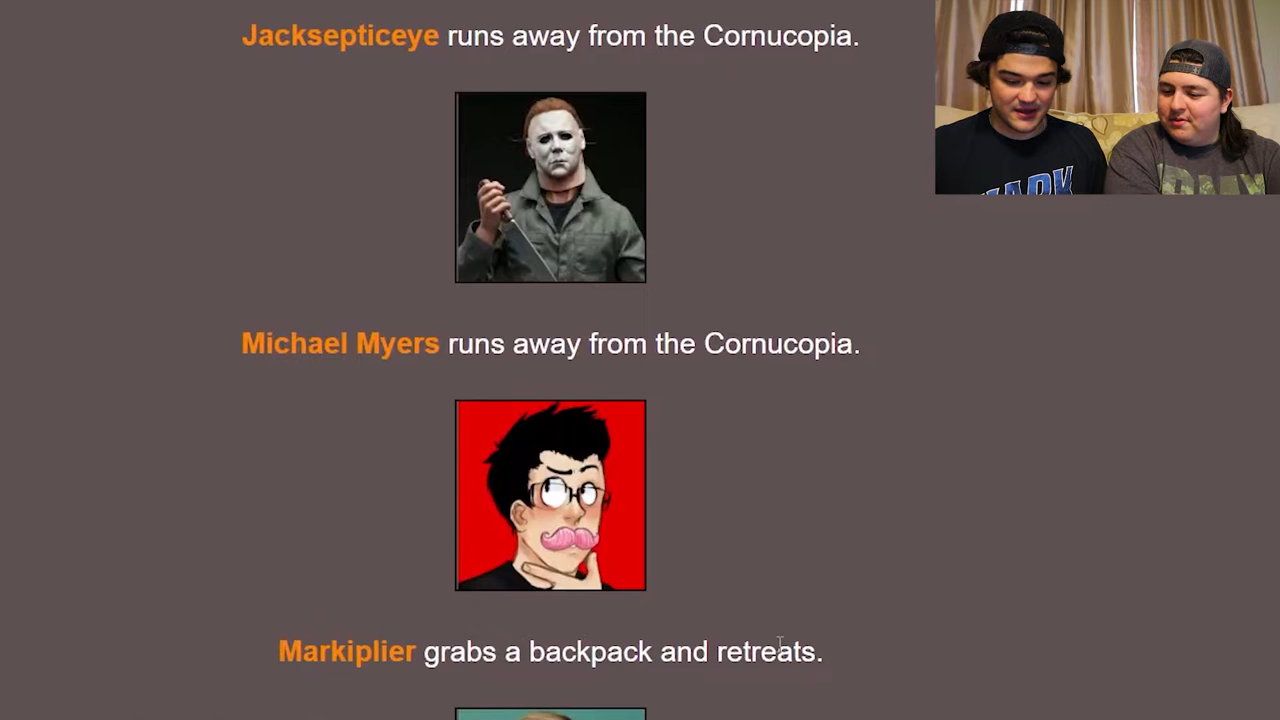 Jacksepticeye runs away from the Cornucopia.
Michael Myers runs away from the Cornucopia.
Markiplier grabs a backpack and retreats.